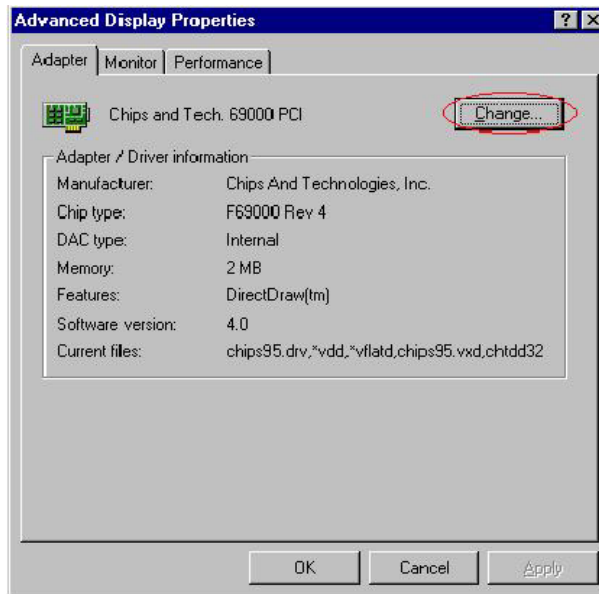 Advanced Display Properties
Adapter Monitor Performance
Chips and Tech. 69000 PCI Change...
Adapter / Driver information
Manufacturer: Chips And Technologies, Inc.
Chip type: F69000 Rev 4
DAC type: Internal
Memory: 2 MB
Features: DirectDraw(tm)
Software version: 4.0
Current files: chips95.drv,*vdd,*vflatd,chips95.vxd,chtdd32
OK Cancel Apply